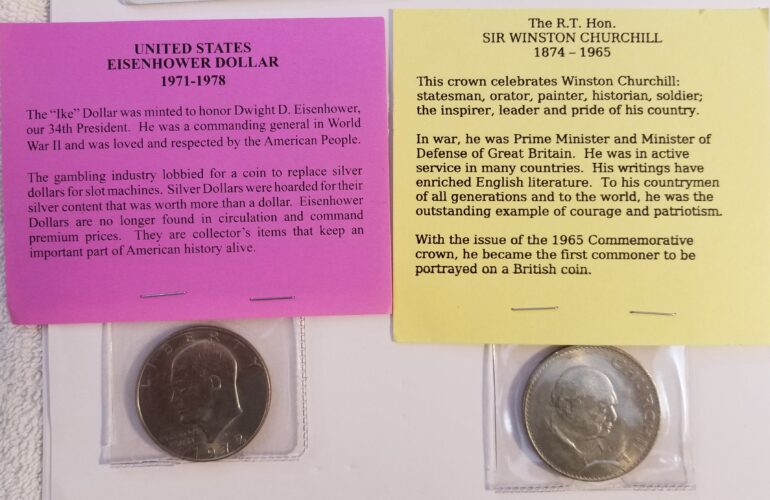 UNITED STATES
EISENHOWER DOLLAR
1971-1978
The “Ike” Dollar was minted to honor Dwight D. Eisenhower,
our 34th President. He was a commanding general in World
War II and was loved and respected by the American People.
The gambling industry lobbied for a coin to replace silver
dollars for slot machines. Silver Dollars were hoarded for their
silver content that was worth more than a dollar. Eisenhower
Dollars are no longer found in circulation and command
premium prices. They are collector's items that keep an
important part of American history alive.
The R.T. Hon.
SIR WINSTON CHURCHILL
1874 – 1965
This crown celebrates Winston Churchill:
statesman, orator, painter, historian, soldier;
the inspirer, leader and pride of his country.
In war, he was Prime Minister and Minister of
Defense of Great Britain. He was in active
service in many countries. His writings have
enriched English literature. To his countrymen
of all generations and to the world, he was the
outstanding example of courage and patriotism.
With the issue of the 1965 Commemorative
crown, he became the first commoner to be
portrayed on a British coin.
LIBERTY
CHURCHILL